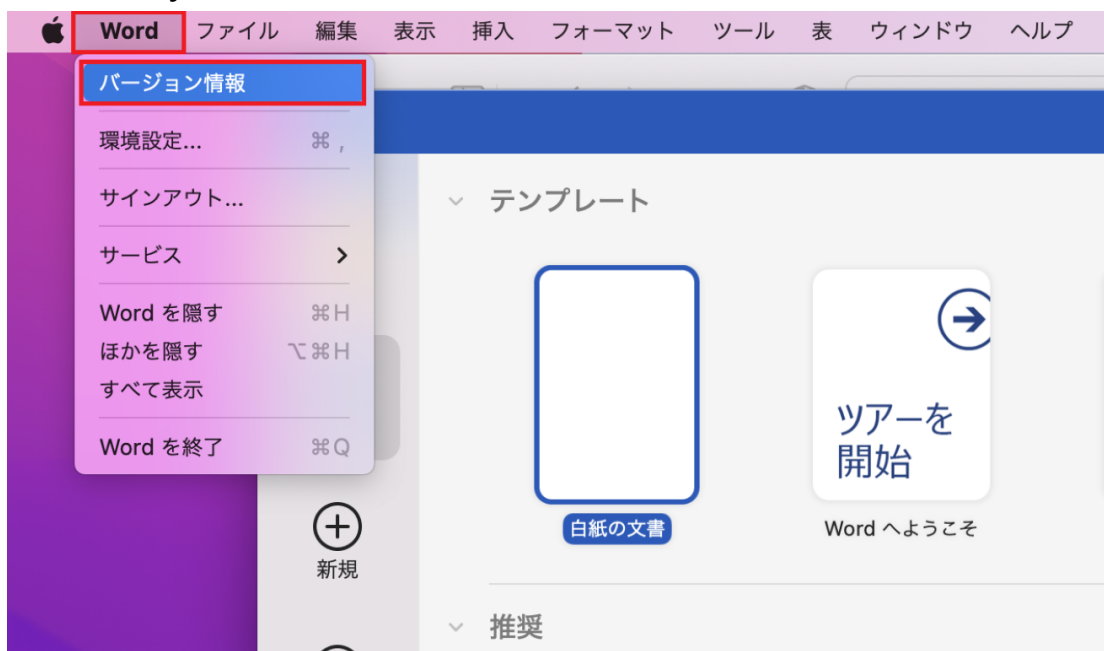 Word ファイル 編集 表示 挿入 フォーマット ツール 表 ウィンドウ ヘルプ
バージョン情報
環境設定... ⌘ ,
サインアウト...
サービス
Word を隠す ⌘H
ほかを隠す ⌥⌘H
すべて表示
Word を終了 ⌘Q
テンプレート
ツアーを
開始
白紙の文書
Word へようこそ
新規
推奨